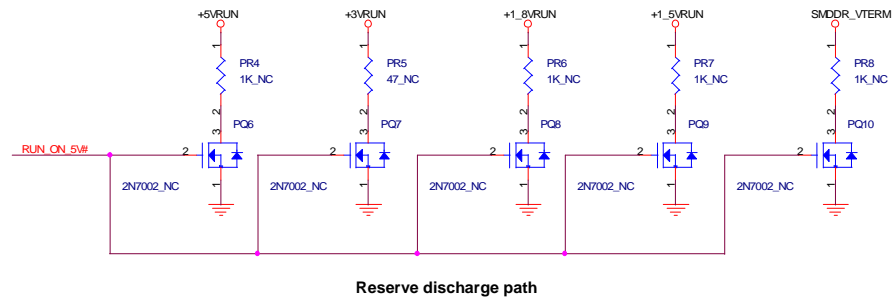 +5VRUN +3VRUN +1_8VRUN +1_5VRUN SMDDR_VTERM
1 1 1 1 1
PR4 PR5 PR6 PR7 PR8
1K_NC 47_NC 1K_NC 1K_NC 1K_NC
2 2 2 2 2
3 3 3 3 3
PQ6 PQ7 PQ8 PQ9 PQ10
RUN_ON_5V# 2 2 2 2 2
2N7002_NC 2N7002_NC 2N7002_NC 2N7002_NC 2N7002_NC
1 1 1 1 1
Reserve discharge path